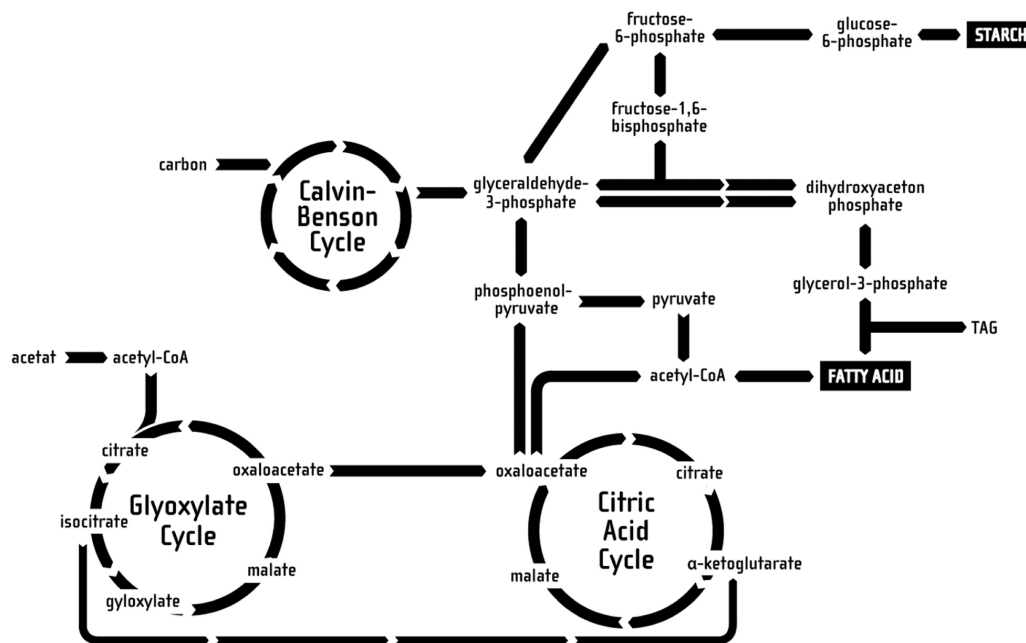 fructose-
6-phosphate
glucose-
6-phosphate
STARCH
fructose-1,6-
bisphosphate
carbon
Calvin-
Benson
Cycle
glyceraldehyde-
3-phosphate
dihydroxyaceton
phosphate
phosphoenol-
pyruvate
pyruvate
glycerol-3-phosphate
TAG
acetat
acetyl-CoA
acetyl-CoA
FATTY ACID
citrate
oxaloacetate
oxaloacetate
citrate
Glyoxylate
Cycle
isocitrate
Citric
Acid
Cycle
malate
gyloxylate
malate
α-ketoglutarate